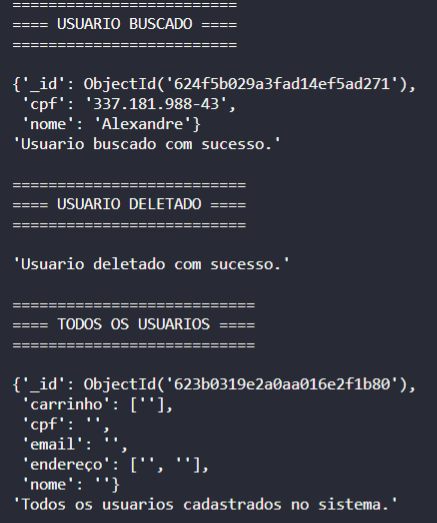 =========================
==== USUARIO BUSCADO ====
=========================
{'_id': ObjectId('624f5b029a3fad14ef5ad271'),
 'cpf': '337.181.988-43',
 'nome': 'Alexandre'}
'Usuario buscado com sucesso.'
==========================
==== USUARIO DELETADO ====
==========================
'Usuario deletado com sucesso.'
===========================
==== TODOS OS USUARIOS ====
===========================
{'_id': ObjectId('623b0319e2a0aa016e2f1b80'),
 'carrinho': [''],
 'cpf': '',
 'email': '',
 'endereço': ['', ''],
 'nome': ''}
'Todos os usuarios cadastrados no sistema.'